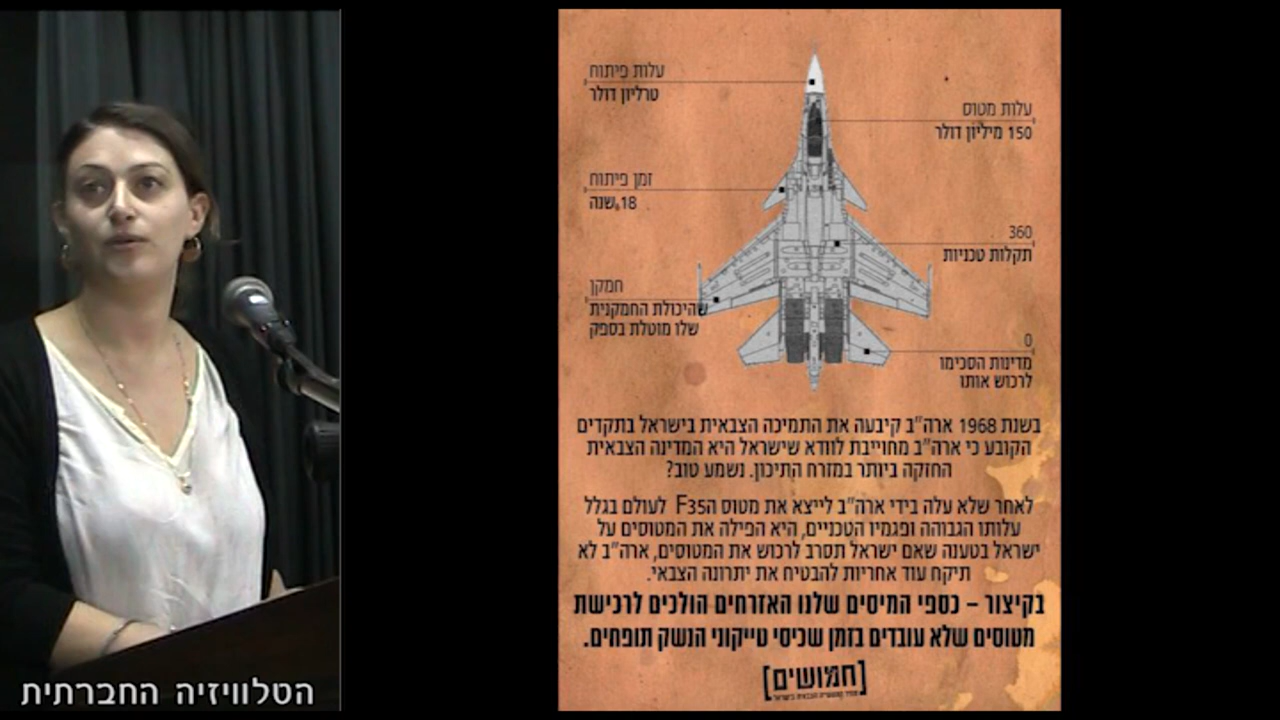 עלות פיתוח
טרליון דולר
עלות מטוס
150 מיליון דולר
זמן פיתוח
18 שנה
360
תקלות טכניות
חמקן
שהיכולת החמקנית
שלו מוטלת בספק
0
מדינות הסכימו
לרכוש אותו
בשנת 1968 ארה"ב קיבעה את התמיכה הצבאית בישראל בתקדים
הקובע כי ארה"ב מחוייבת לוודא שישראל היא המדינה הצבאית
החזקה ביותר במזרח התיכון. נשמע טוב?
לאחר שלא עלה בידי ארה"ב לייצא את מטוס הF35 לעולם בגלל
עלותו הגבוהה ופגמיו הטכניים, היא הפילה את המטוסים על
ישראל בטענה שאם ישראל תסרב לרכוש את המטוסים, ארה"ב לא
תיקח עוד אחריות להבטיח את יתרונה הצבאי.
בקיצור – כספי המיסים שלנו האזרחים הולכים לרכישת
מטוסים שלא עובדים בזמן שכיסי טייקוני הנשק תופחים.
[חמושים]
הטלוויזיה החברתית